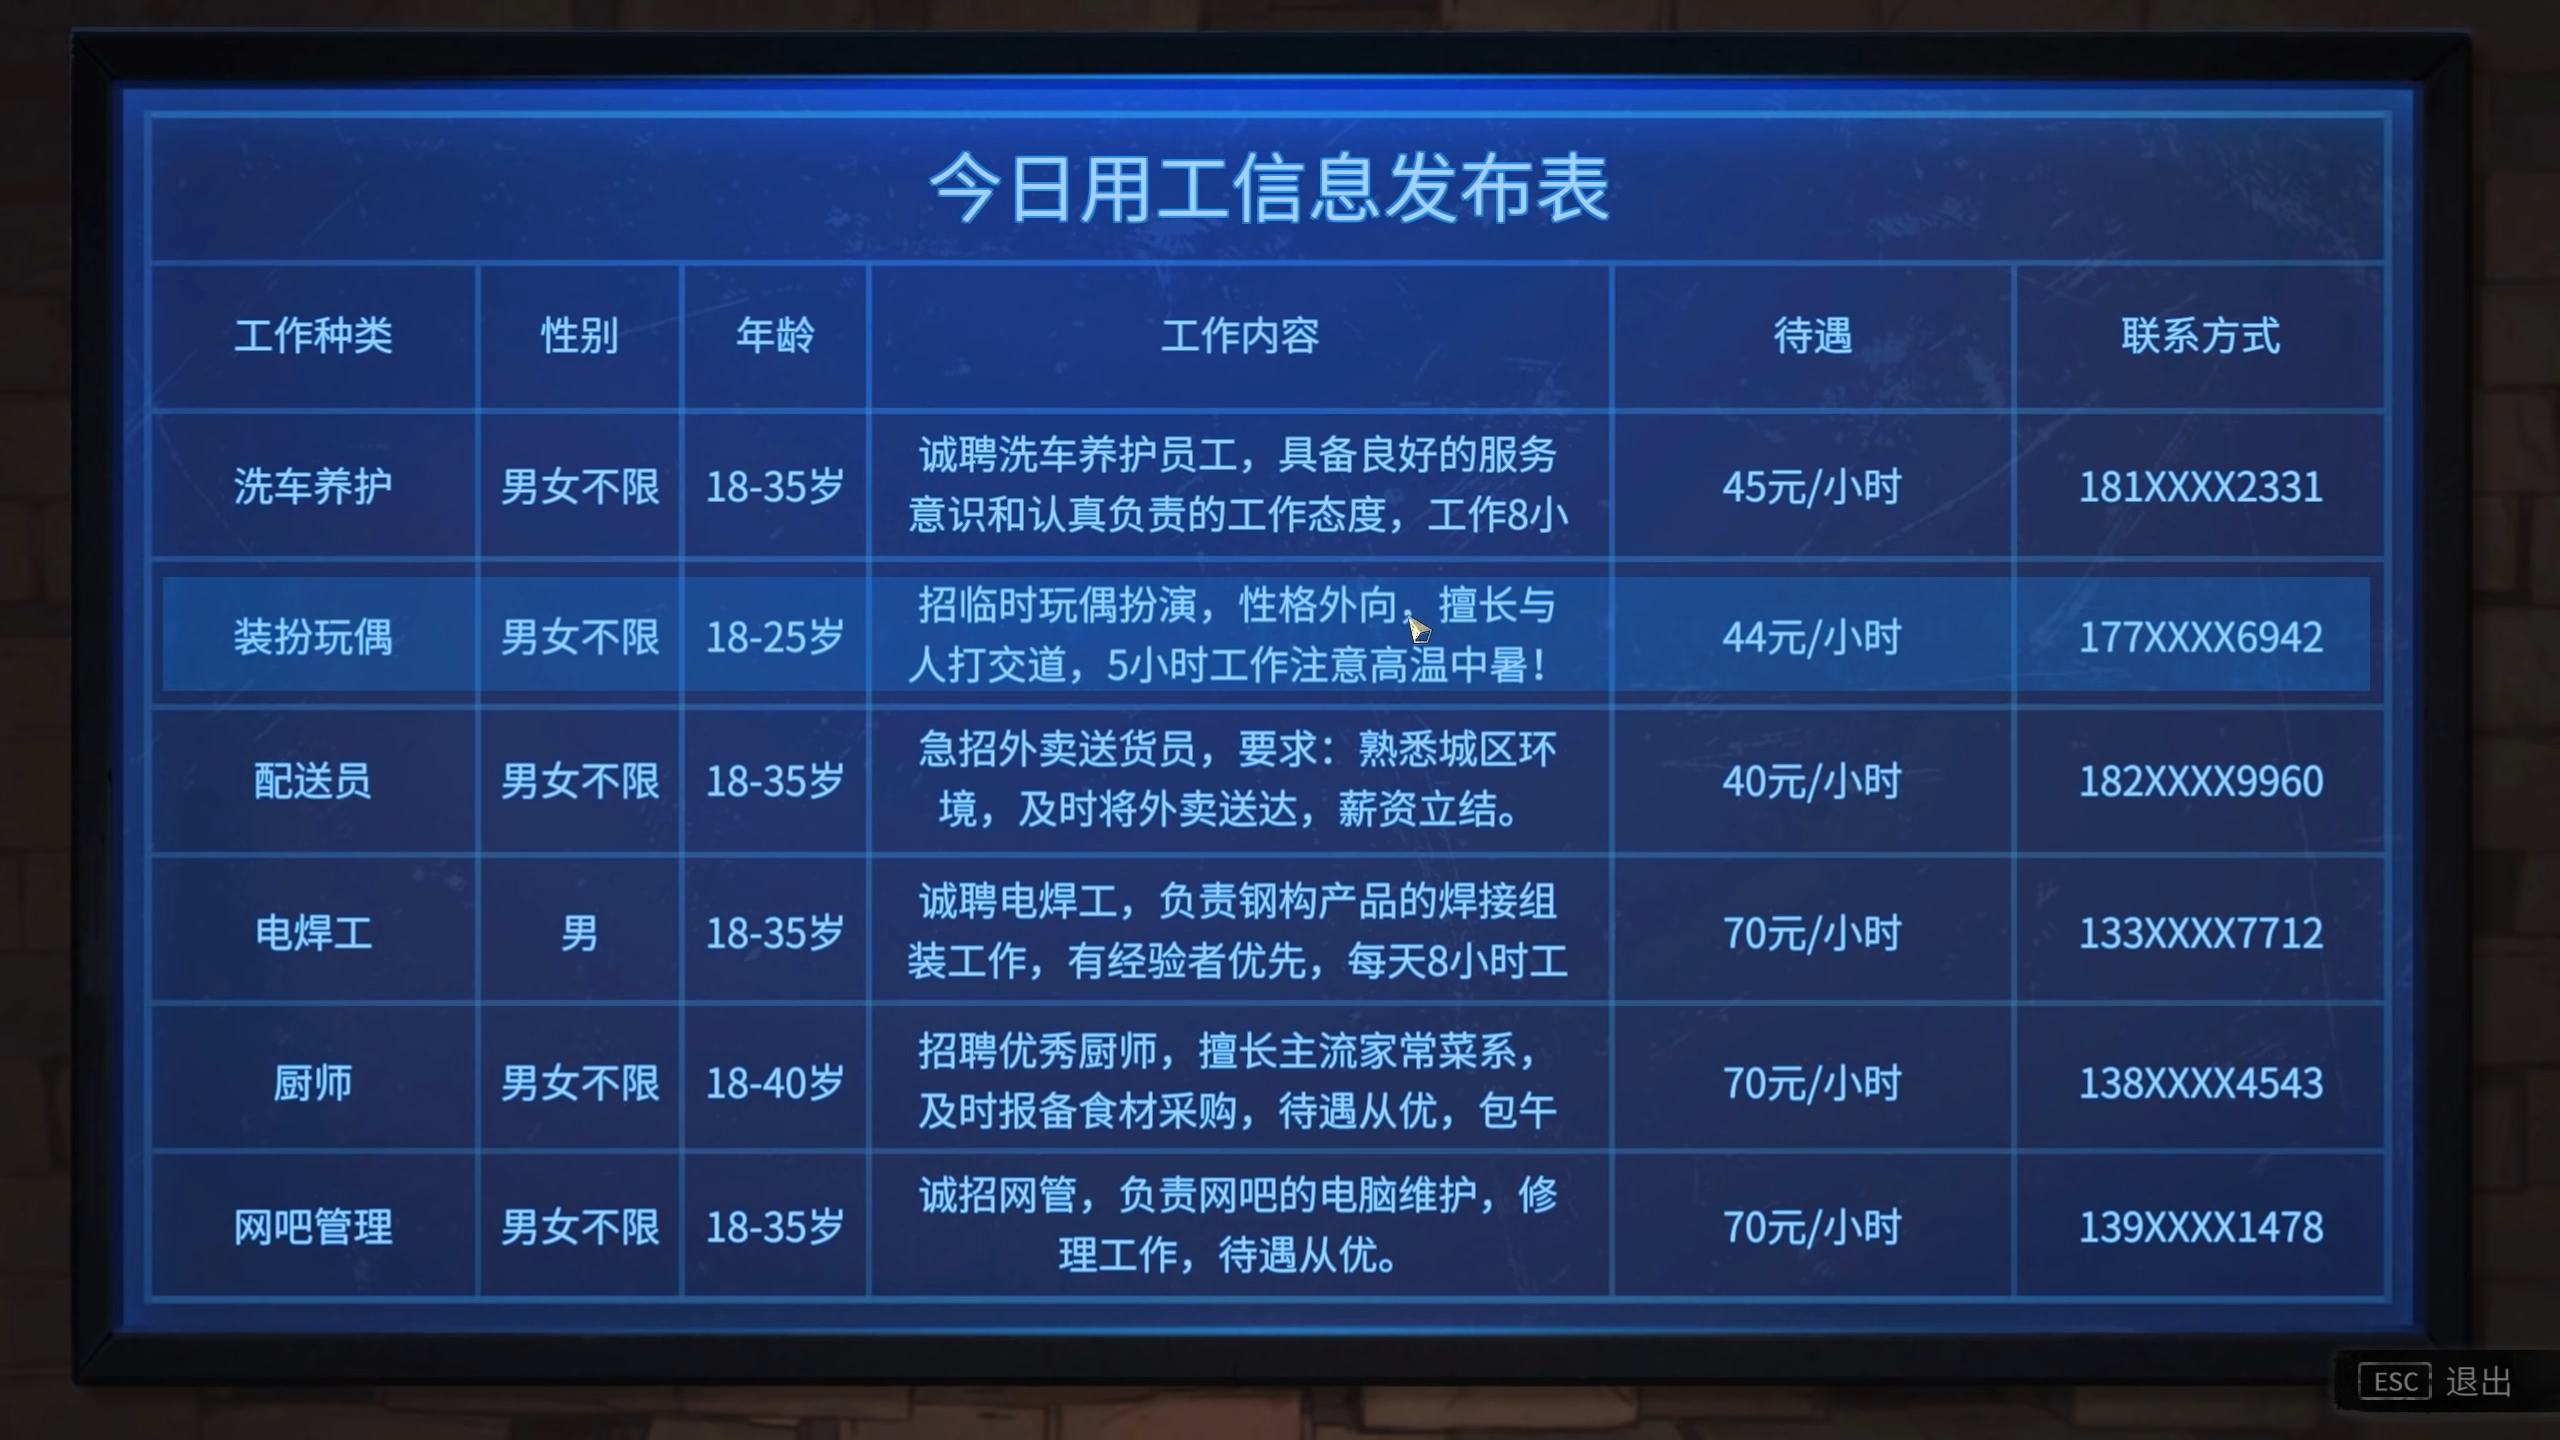 今日用工信息发布表
工作种类 性别 年龄 工作内容 待遇 联系方式
洗车养护 男女不限 18-35岁 诚聘洗车养护员工，具备良好的服务
意识和认真负责的工作态度，工作8小 45元/小时 181XXXX2331
装扮玩偶 男女不限 18-25岁 招临时玩偶扮演，性格外向，擅长与
人打交道，5小时工作注意高温中暑！ 44元/小时 177XXXX6942
配送员 男女不限 18-35岁 急招外卖送货员，要求：熟悉城区环
境，及时将外卖送达，薪资立结。 40元/小时 182XXXX9960
电焊工 男 18-35岁 诚聘电焊工，负责钢构产品的焊接组
装工作，有经验者优先，每天8小时工 70元/小时 133XXXX7712
厨师 男女不限 18-40岁 招聘优秀厨师，擅长主流家常菜系，
及时报备食材采购，待遇从优，包午 70元/小时 138XXXX4543
网吧管理 男女不限 18-35岁 诚招网管，负责网吧的电脑维护，修
理工作，待遇从优。 70元/小时 139XXXX1478
ESC 退出